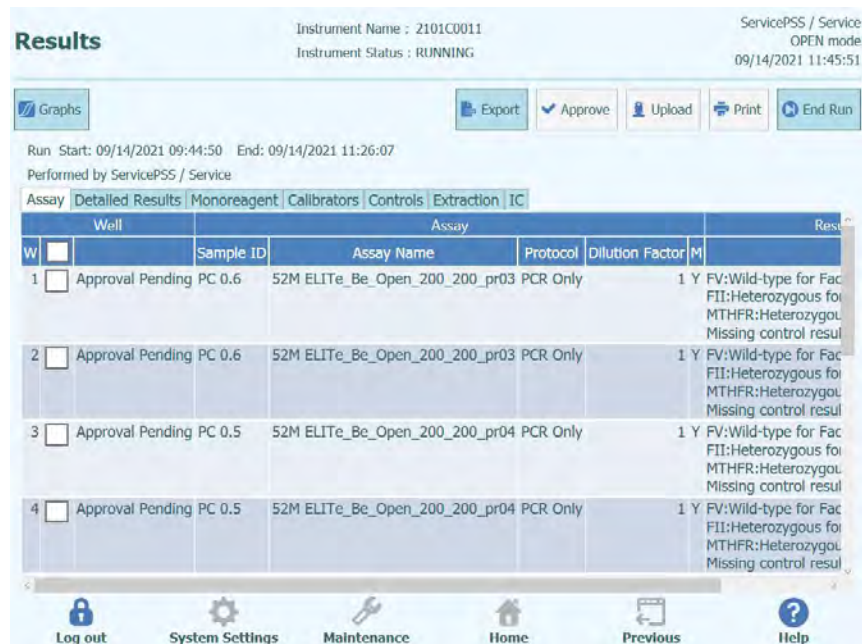 Results
Instrument Name : 2101C0011
Instrument Status : RUNNING
ServicePSS / Service
OPEN mode
09/14/2021 11:45:51
Graphs
Export
Approve
Upload
Print
End Run
Run Start: 09/14/2021 09:44:50 End: 09/14/2021 11:26:07
Performed by ServicePSS / Service
Assay Detailed Results Monoreagent Calibrators Controls Extraction IC
Well Assay Resu
W Sample ID Assay Name Protocol Dilution Factor M
1 Approval Pending PC 0.6 52M ELITe_Be_Open_200_200_pr03 PCR Only 1 Y FV:Wild-type for Fac
FII:Heterozygous for
MTHFR:Heterozygou
Missing control resul
2 Approval Pending PC 0.6 52M ELITe_Be_Open_200_200_pr03 PCR Only 1 Y FV:Wild-type for Fac
FII:Heterozygous for
MTHFR:Heterozygou
Missing control resul
3 Approval Pending PC 0.5 52M ELITe_Be_Open_200_200_pr04 PCR Only 1 Y FV:Wild-type for Fac
FII:Heterozygous for
MTHFR:Heterozygou
Missing control resul
4 Approval Pending PC 0.5 52M ELITe_Be_Open_200_200_pr04 PCR Only 1 Y FV:Wild-type for Fac
FII:Heterozygous for
MTHFR:Heterozygou
Missing control resul
Log out
System Settings
Maintenance
Home
Previous
Help